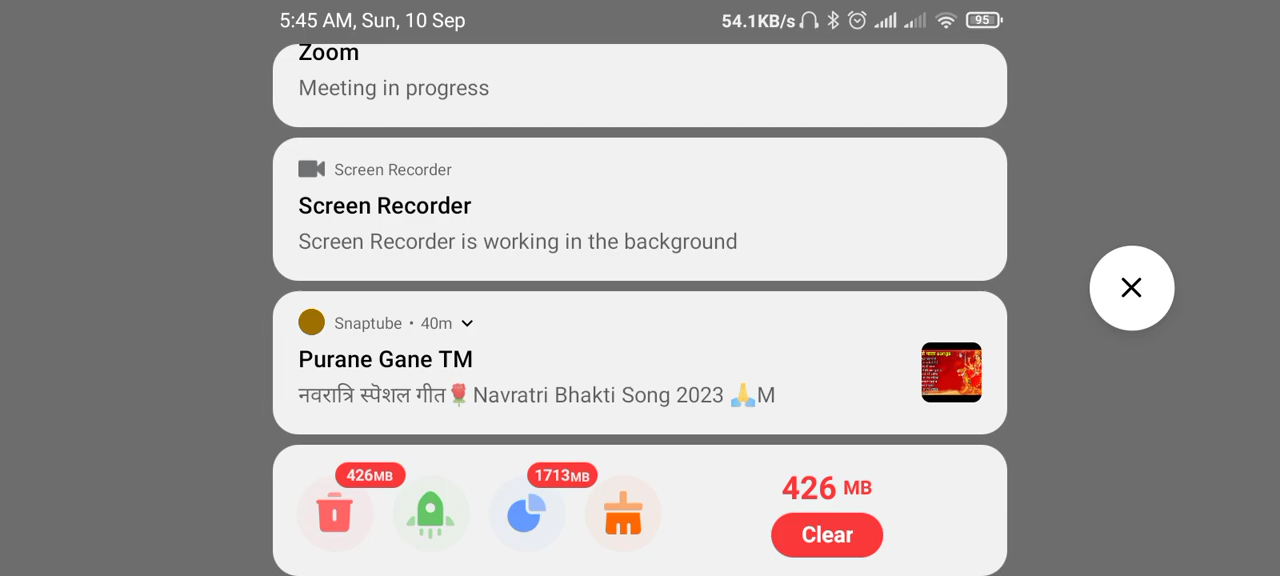 5:45 AM, Sun, 10 Sep
54.1KB/s
95
Zoom
Meeting in progress
Screen Recorder
Screen Recorder
Screen Recorder is working in the background
Snaptube • 40m
Purane Gane TM
नवरात्रि स्पेशल गीत🌹Navratri Bhakti Song 2023 🙏M
426MB
1713MB
426 MB
Clear